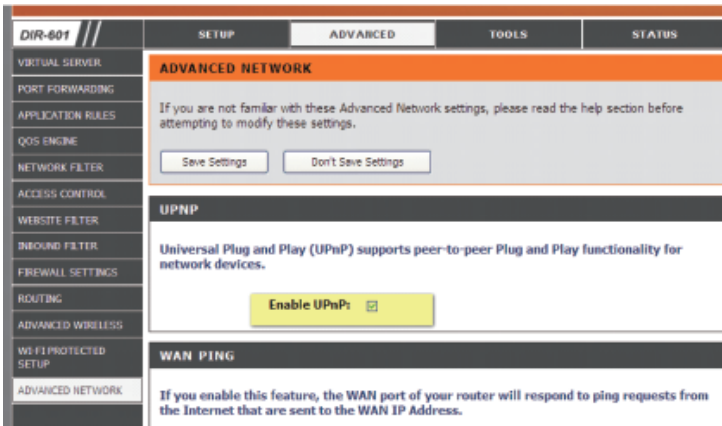 DIR-601
SETUP
ADVANCED
TOOLS
STATUS
VIRTUAL SERVER
PORT FORWARDING
APPLICATION RULES
QOS ENGINE
NETWORK FILTER
ACCESS CONTROL
WEBSITE FILTER
INBOUND FILTER
FIREWALL SETTINGS
ROUTING
ADVANCED WIRELESS
WI-FI PROTECTED
SETUP
ADVANCED NETWORK
ADVANCED NETWORK
If you are not familar with these Advanced Network settings, please read the help section before
attempting to modify these settings.
Save Settings
Don't Save Settings
UPNP
Universal Plug and Play (UPnP) supports peer-to-peer Plug and Play functionality for
network devices.
Enable UPnP:
WAN PING
If you enable this feature, the WAN port of your router will respond to ping requests from
the Internet that are sent to the WAN IP Address.